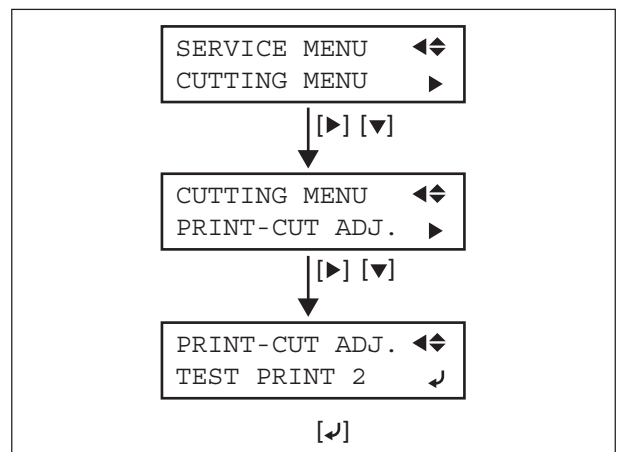 SERVICE MENU ◀◆
CUTTING MENU ▶
[▶] [▼]
CUTTING MENU ◀◆
PRINT-CUT ADJ. ▶
[▶] [▼]
PRINT-CUT ADJ. ◀◆
TEST PRINT 2 ↵
[↵]